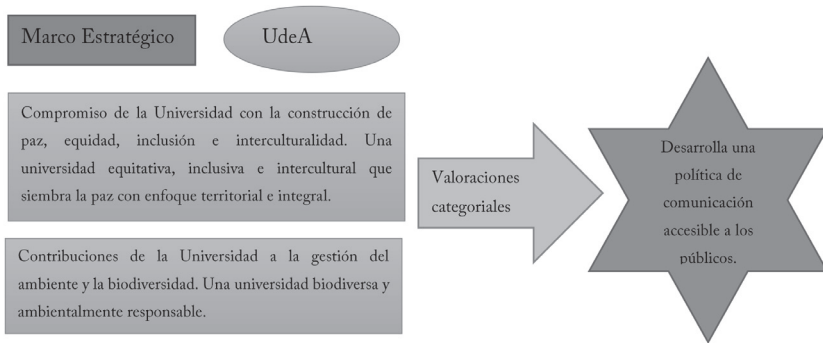 Marco Estratégico
UdeA
Compromiso de la Universidad con la construcción de
paz, equidad, inclusión e interculturalidad. Una
universidad equitativa, inclusiva e intercultural que
siembra la paz con enfoque territorial e integral.
Contribuciones de la Universidad a la gestión del
ambiente y la biodiversidad. Una universidad biodiversa y
ambientalmente responsable.
Valoraciones
categoriales
Desarrolla una
política de
comunicación
accesible a los
públicos.